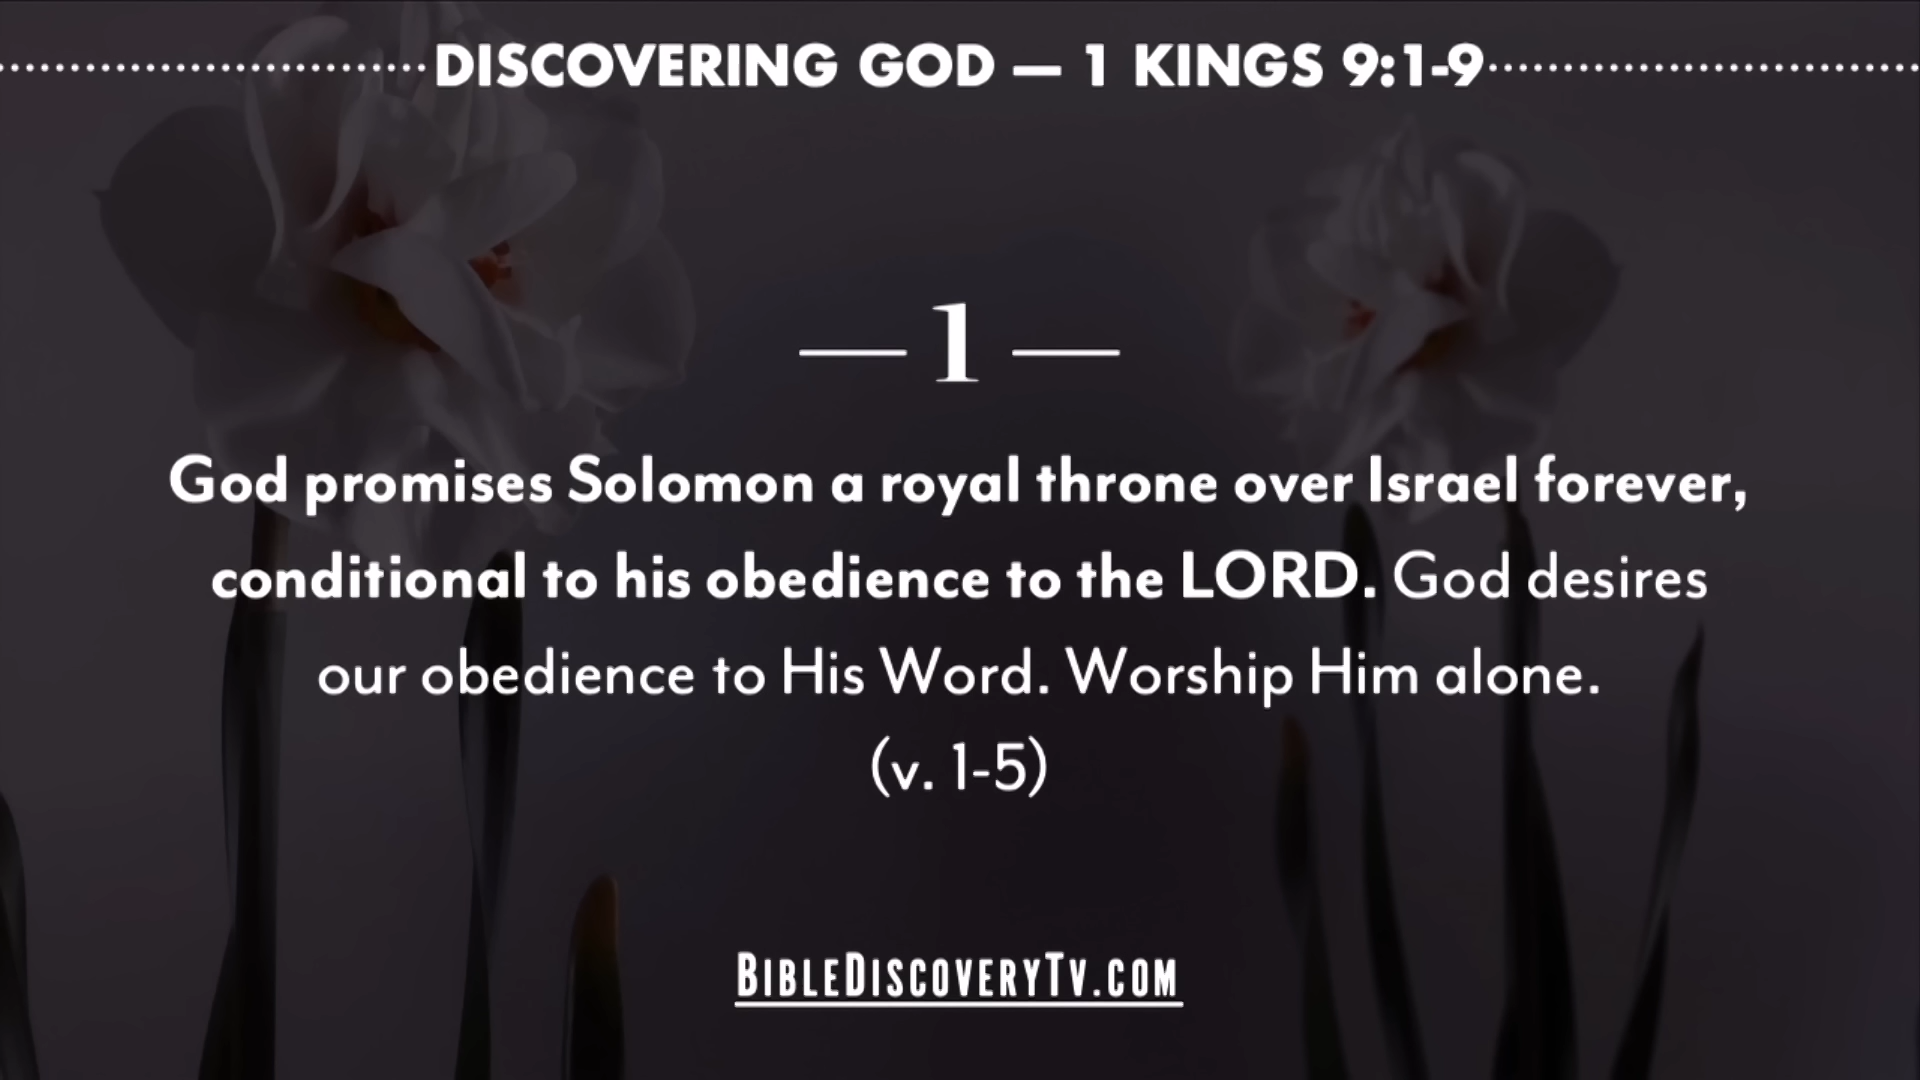 DISCOVERING GOD — 1 KINGS 9:1-9
— 1 —
God promises Solomon a royal throne over Israel forever,
conditional to his obedience to the LORD. God desires
our obedience to His Word. Worship Him alone.
(v. 1-5)
BIBLEDISCOVERYTV.COM